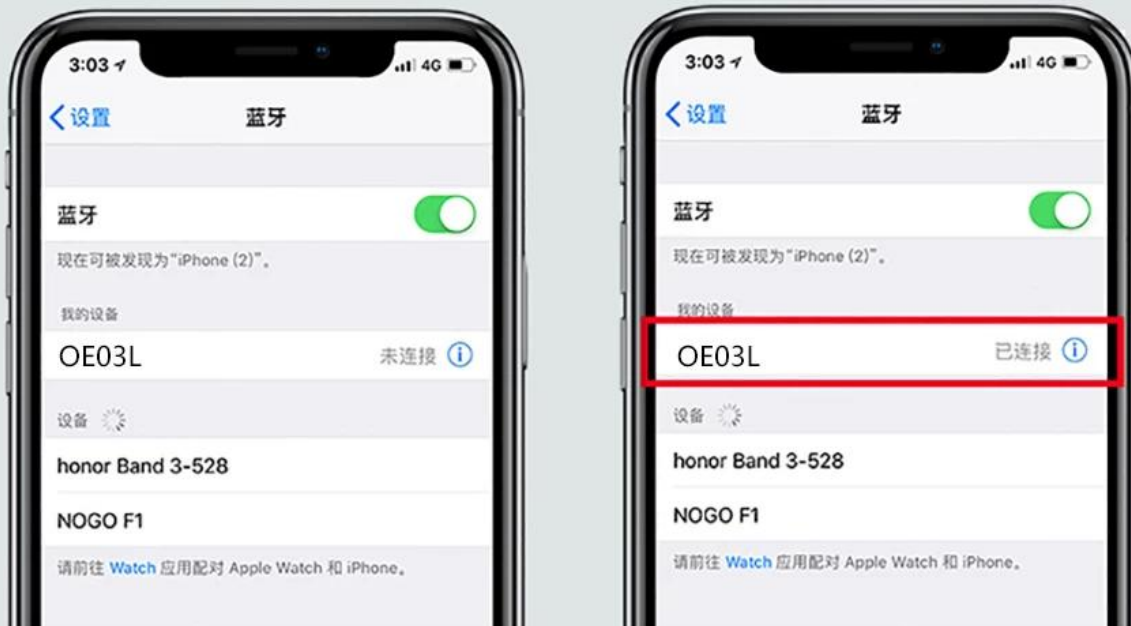 3:03
4G
设置
蓝牙
蓝牙
现在可被发现为“iPhone (2)”。
我的设备
OE03L 未连接
设备
honor Band 3-528
NOGO F1
请前往 Watch 应用配对 Apple Watch 和 iPhone。
3:03
4G
设置
蓝牙
蓝牙
现在可被发现为“iPhone (2)”。
我的设备
OE03L 已连接
设备
honor Band 3-528
NOGO F1
请前往 Watch 应用配对 Apple Watch 和 iPhone。